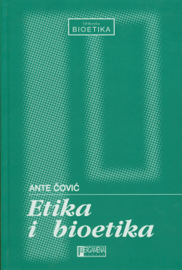 biblioteka
BIOETIKA
ANTE ČOVIĆ
Etika
i bioetika
PERGAMENA